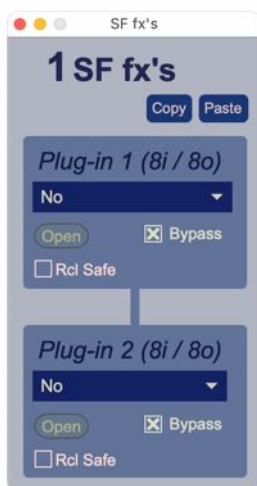 SF fx's
1 SF fx's
Copy Paste
Plug-in 1 (8i / 8o)
No
Open Bypass
Rcl Safe
Plug-in 2 (8i / 8o)
No
Open Bypass
Rcl Safe